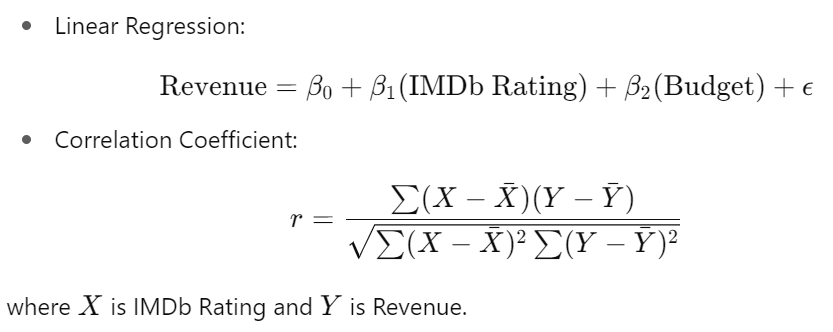 • Linear Regression:
Revenue = β₀ + β₁(IMDb Rating) + β₂(Budget) + ϵ
• Correlation Coefficient:
r = ∑(X − X̄)(Y − Ȳ) / √∑(X − X̄)² ∑(Y − Ȳ)²
where X is IMDb Rating and Y is Revenue.